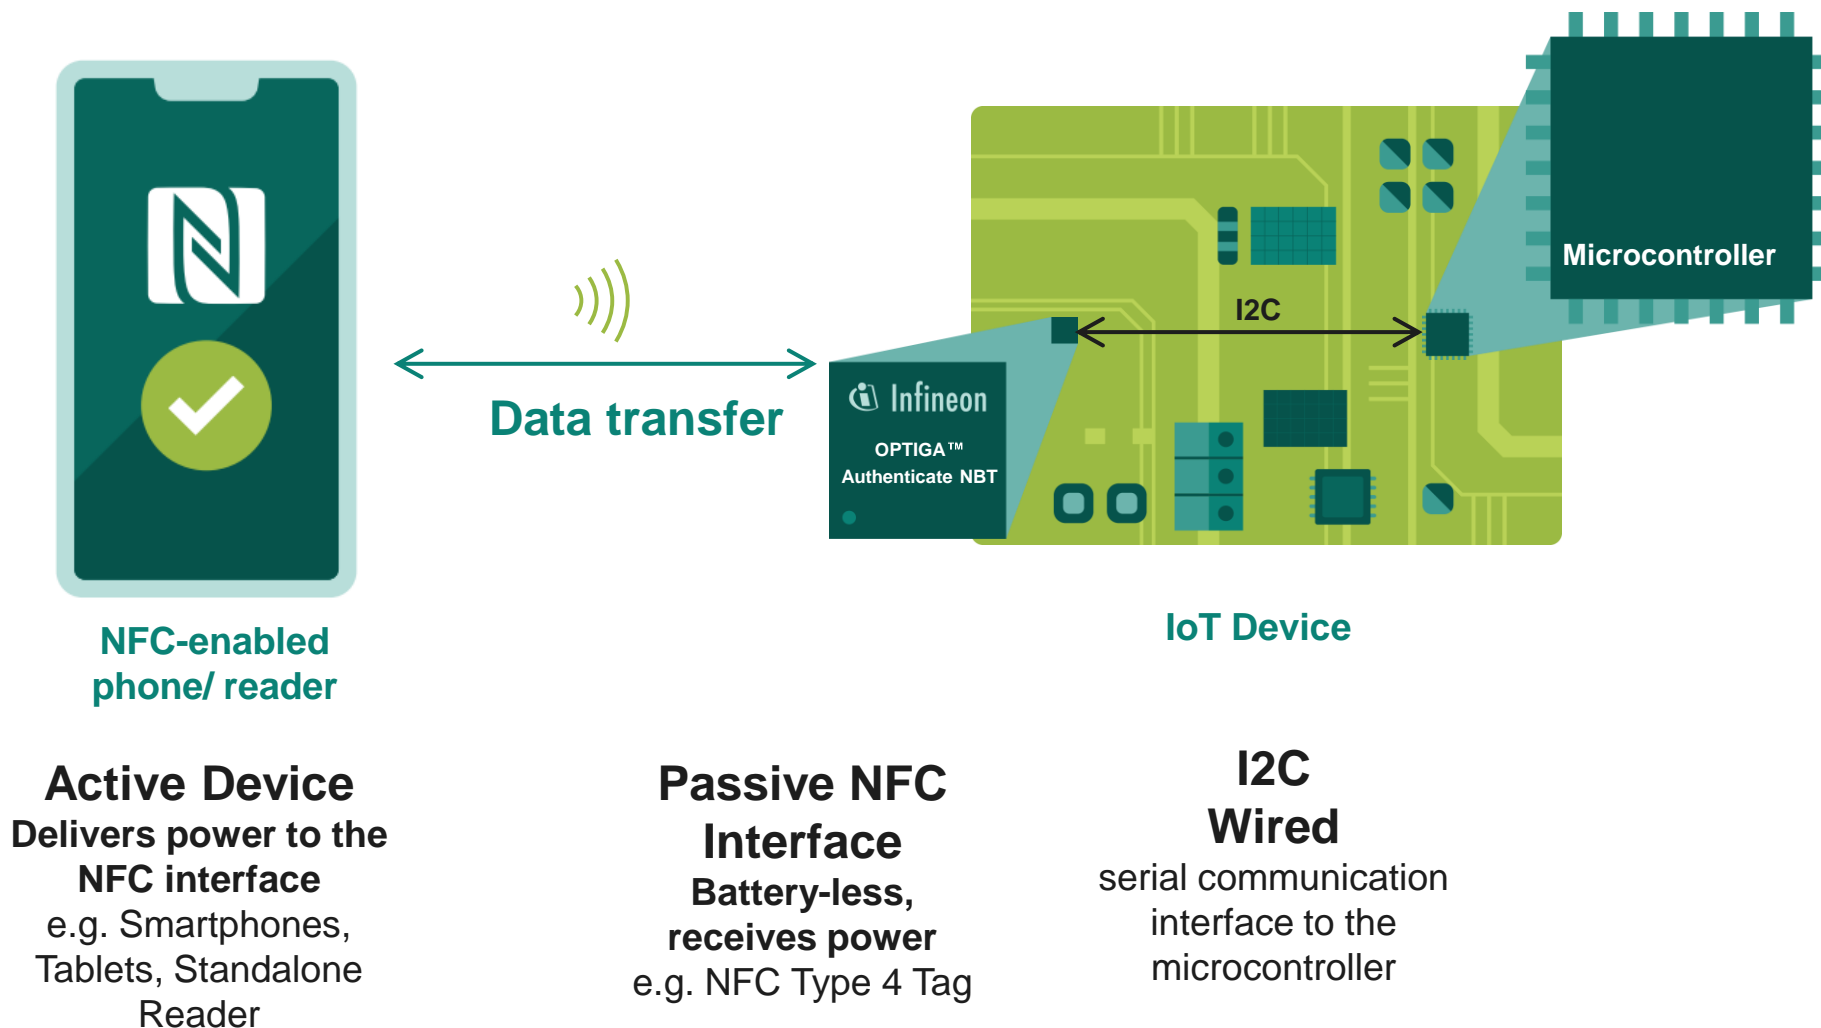 Microcontroller
I2C
Infineon
OPTIGA™
Authenticate NBT
Data transfer
NFC-enabled
phone/ reader
IoT Device
Active Device
Delivers power to the
NFC interface
e.g. Smartphones,
Tablets, Standalone
Reader
Passive NFC
Interface
Battery-less,
receives power
e.g. NFC Type 4 Tag
I2C
Wired
serial communication
interface to the
microcontroller